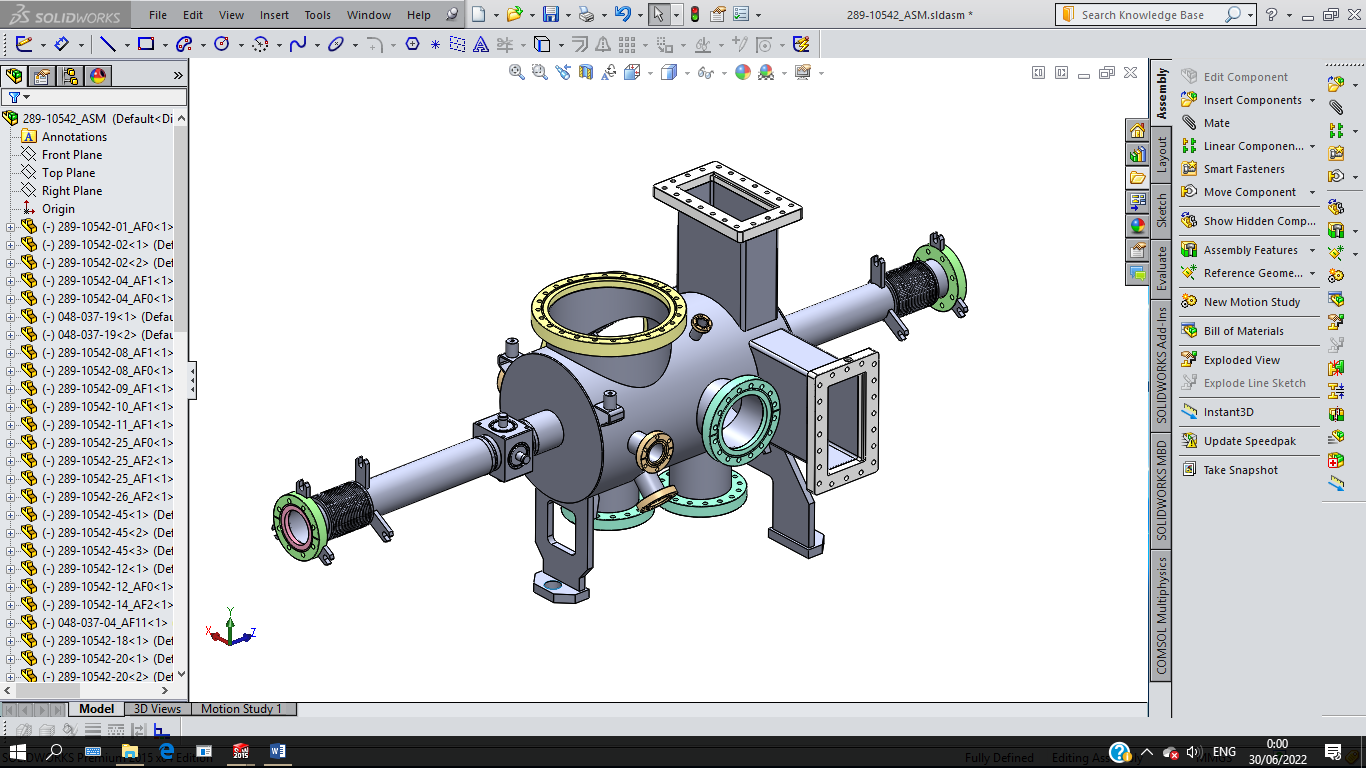 SOLIDWORKS File Edit View Insert Tools Window Help 289-10542_ASM.sldasm * Search Knowledge Base
289-10542_ASM (Default<Di
Annotations
Front Plane
Top Plane
Right Plane
Origin
(-) 289-10542-01_AF0<1>
(-) 289-10542-02<1> (Def
(-) 289-10542-02<2> (Def
(-) 289-10542-04_AF1<1>
(-) 289-10542-04_AF0<1>
(-) 048-037-19<1> (Defau
(-) 048-037-19<2> (Defau
(-) 289-10542-08_AF1<1>
(-) 289-10542-08_AF0<1>
(-) 289-10542-09_AF1<1>
(-) 289-10542-10_AF1<1>
(-) 289-10542-11_AF1<1>
(-) 289-10542-25_AF0<1>
(-) 289-10542-25_AF2<1>
(-) 289-10542-25_AF1<1>
(-) 289-10542-26_AF2<1>
(-) 289-10542-45<1> (Def
(-) 289-10542-45<2> (Def
(-) 289-10542-45<3> (Def
(-) 289-10542-12<1> (Def
(-) 289-10542-12_AF0<1>
(-) 289-10542-14_AF2<1>
(-) 048-037-04_AF11<1>
(-) 289-10542-18<1> (Def
(-) 289-10542-20<1> (Def
(-) 289-10542-20<2> (Def
Y
X
Z
Assembly
Layout
Sketch
Evaluate
SOLIDWORKS Add-Ins
SOLIDWORKS MBD
COMSOL Multiphysics
Edit Component
Insert Components
Mate
Linear Componen...
Smart Fasteners
Move Component
Show Hidden Comp...
Assembly Features
Reference Geome...
New Motion Study
Bill of Materials
Exploded View
Explode Line Sketch
Instant3D
Update Speedpak
Take Snapshot
Model 3D Views Motion Study 1
ENG
0:00
30/06/2022
Fully Defined Editing Assembly